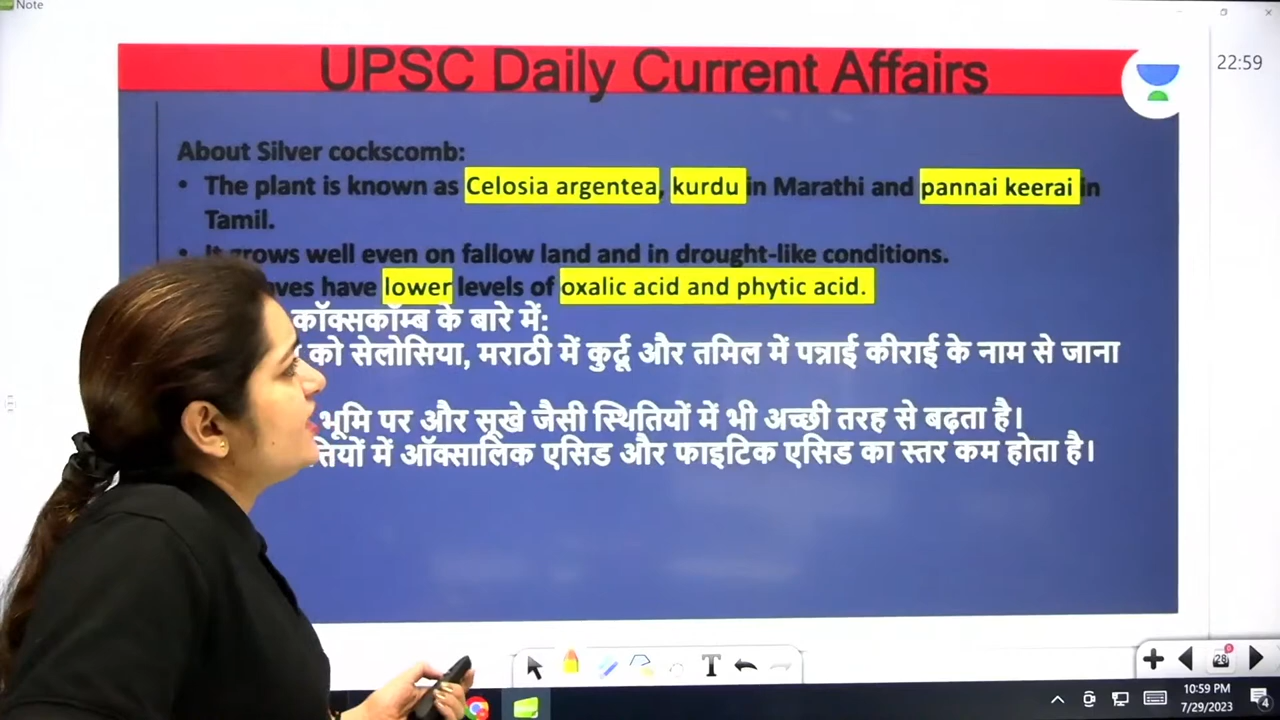 Note
UPSC Daily Current Affairs
22:59
About Silver cockscomb:
• The plant is known as Celosia argentea, kurdu in Marathi and pannai keerai in
Tamil.
• It grows well even on fallow land and in drought-like conditions.
have lower levels of oxalic acid and phytic acid.
कॉक्सकॉम्ब के बारे में:
को सेलोसिया, मराठी में कुर्दू और तमिल में पन्नाई कीराई के नाम से जाना
भूमि पर और सूखे जैसी स्थितियों में भी अच्छी तरह से बढ़ता है।
में ऑक्सालिक एसिड और फाइटिक एसिड का स्तर कम होता है।
T
28
10:59 PM
7/29/2023
4